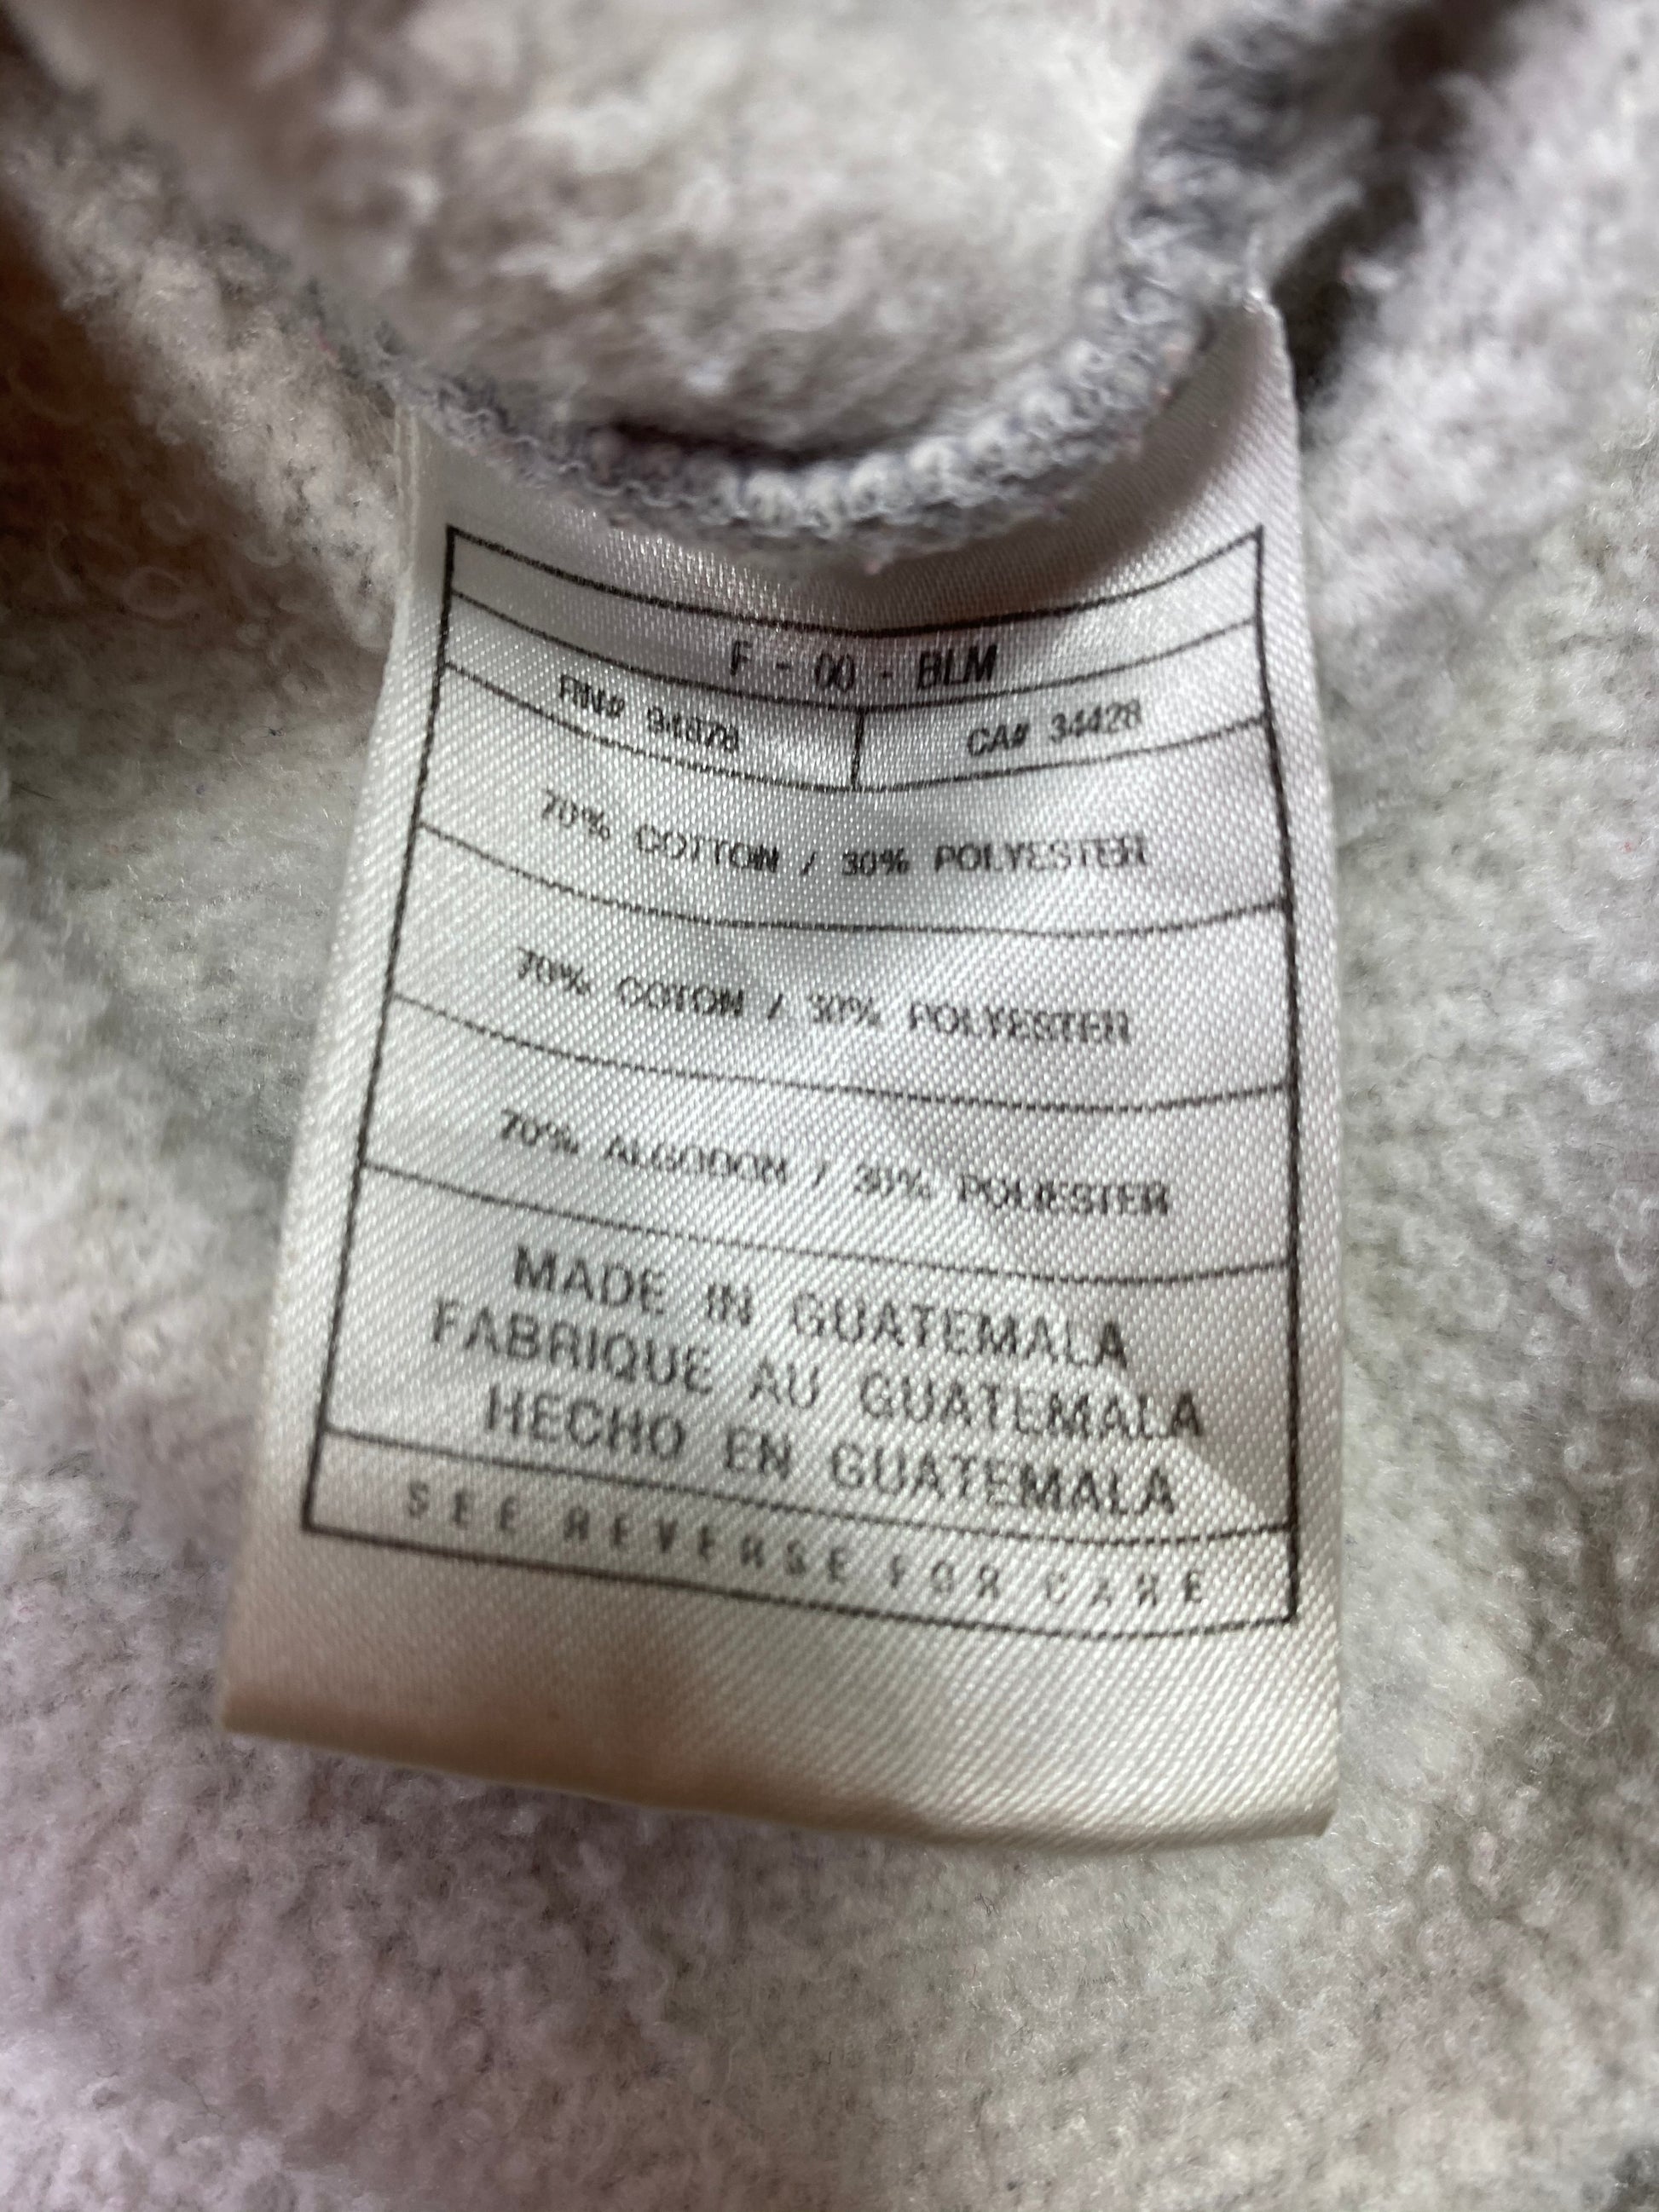 F - 00 - BLM
RN# 94878 CA# 34428
70% COTTON / 30% POLYESTER
70% COTON / 30% POLYESTER
70% ALGODON / 30% POLIESTER
MADE IN GUATEMALA
FABRIQUE AU GUATEMALA
HECHO EN GUATEMALA
SEE REVERSE FOR CARE